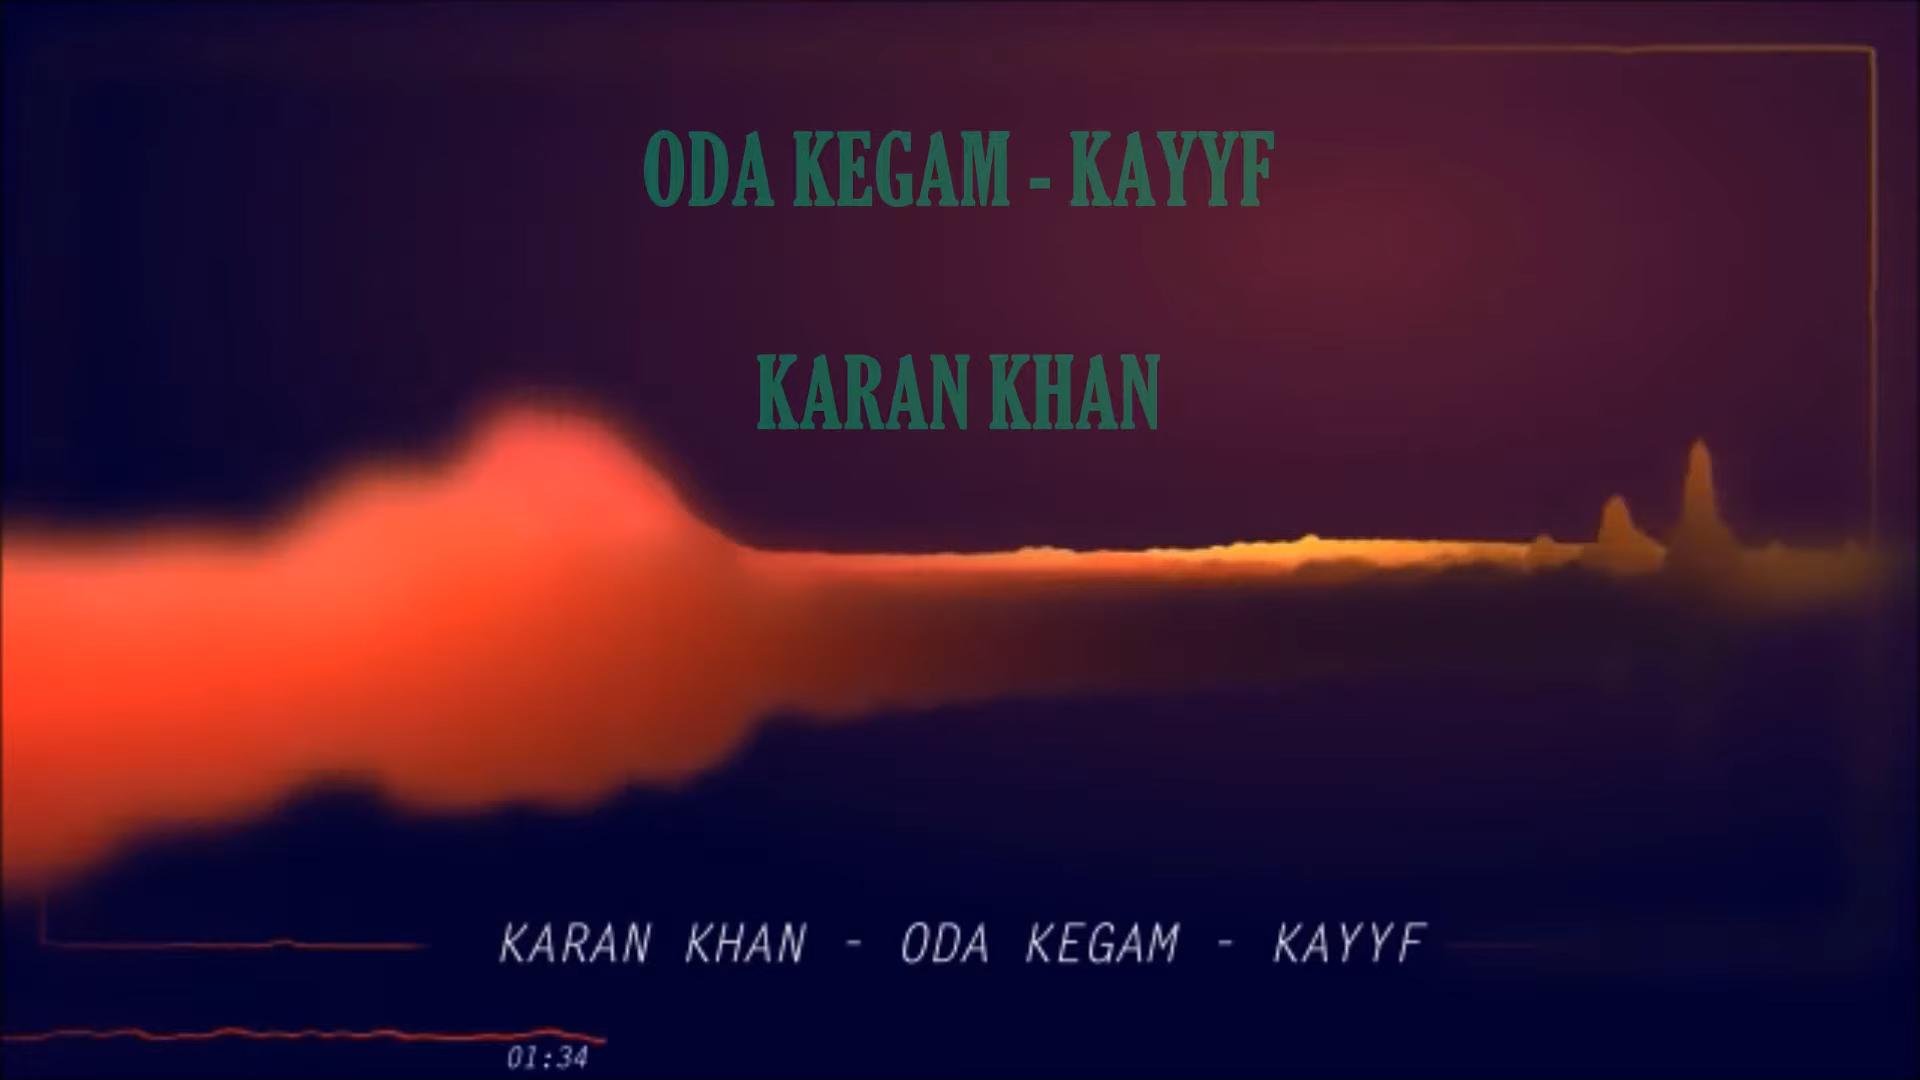 ODA KEGAM - KAYYF
KARAN KHAN
KARAN KHAN - ODA KEGAM - KAYYF
01:34